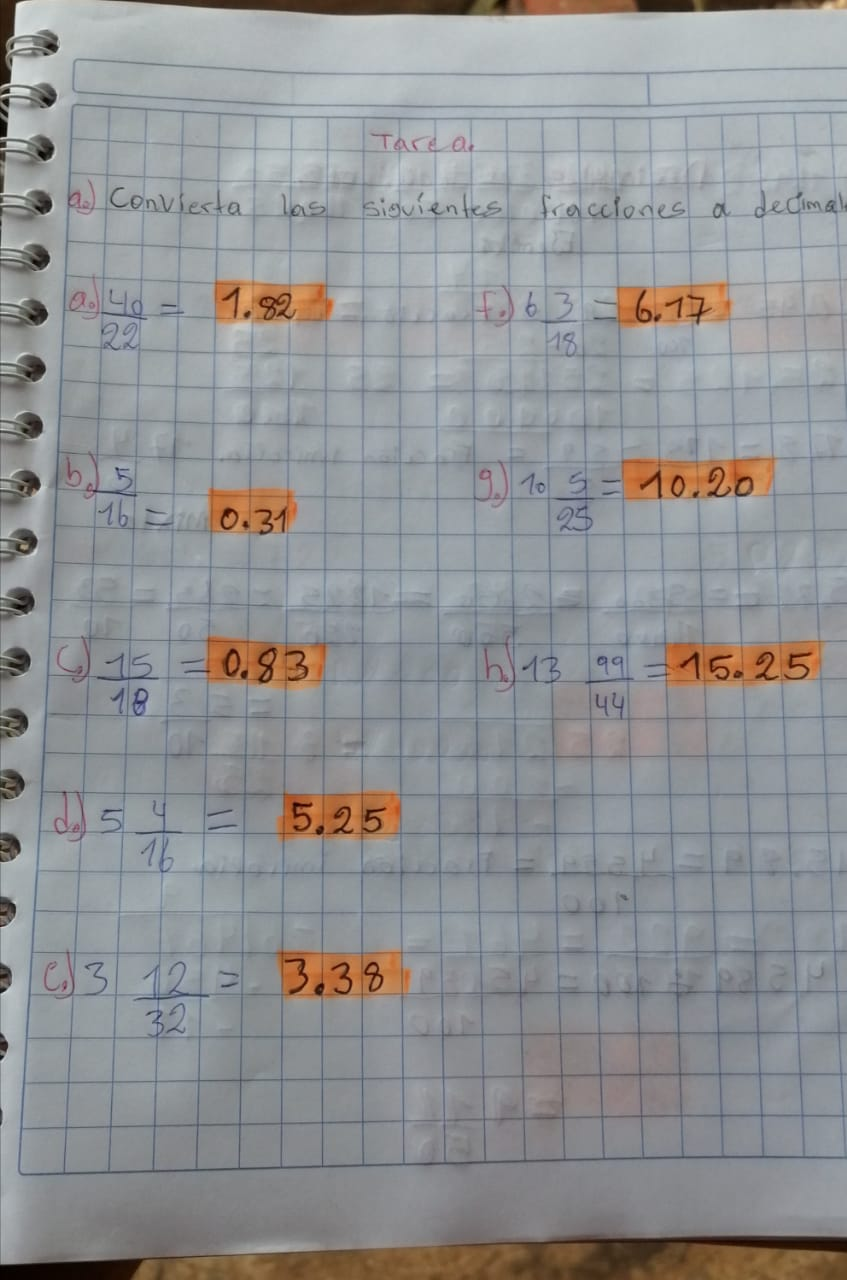 Tarea.
a.) Convierta las siguientes fracciones a decimal
a.) 40/22 = 1.82
b.) 5/16 = 0.31
c.) 15/18 = 0.83
d.) 5 4/16 = 5.25
e.) 3 12/32 = 3.38
f.) 6 3/18 = 6.17
g.) 10 5/25 = 10.20
h.) 13 99/44 = 15.25